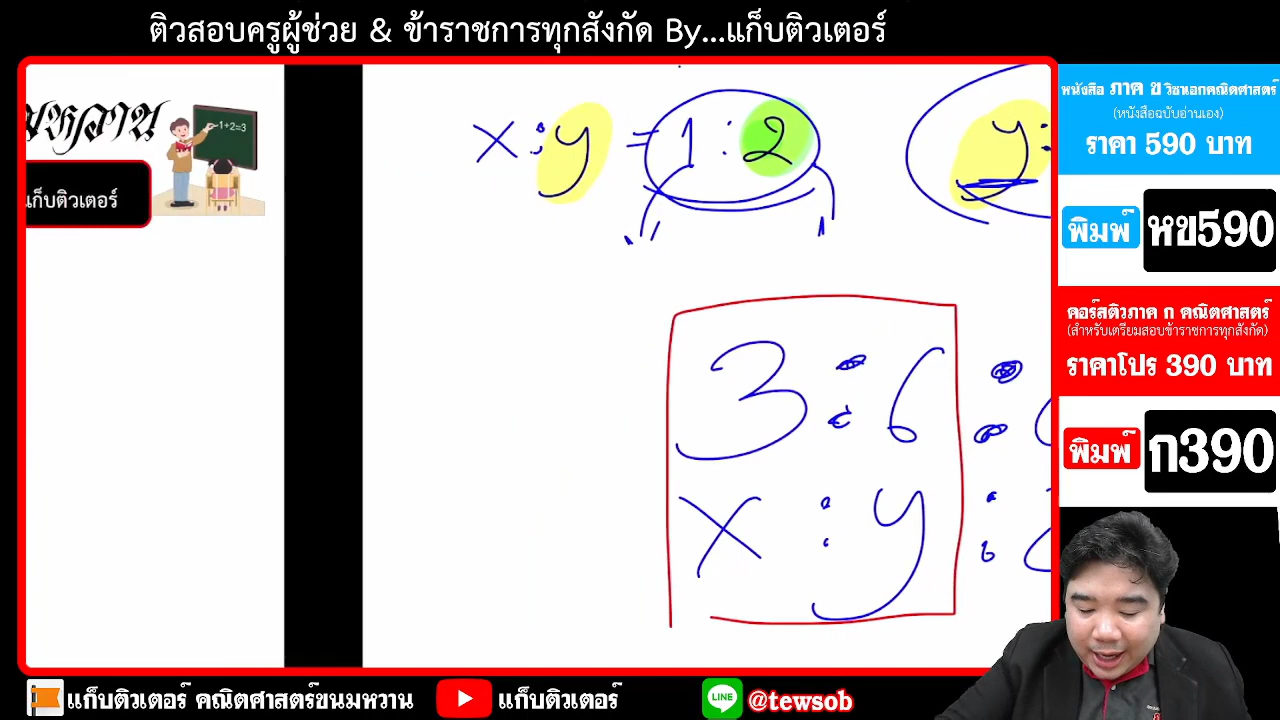 ติวสอบครูผู้ช่วย & ข้าราชการทุกสังกัด By...แก็บติวเตอร์
-1+2=3
แก็บติวเตอร์
x : y = 1 : 2
y :
3 : 6 :
x : y :
หนังสือ ภาค ข วิชาเอกคณิตศาสตร์
(หนังสือฉบับอ่านเอง)
ราคา 590 บาท
พิมพ์ หข590
คอร์สติวภาค ก คณิตศาสตร์
(สำหรับเตรียมสอบข้าราชการทุกสังกัด)
ราคาโปร 390 บาท
พิมพ์ ก390
แก็บติวเตอร์ คณิตศาสตร์ขนมหวาน
แก็บติวเตอร์
LINE @tewsob